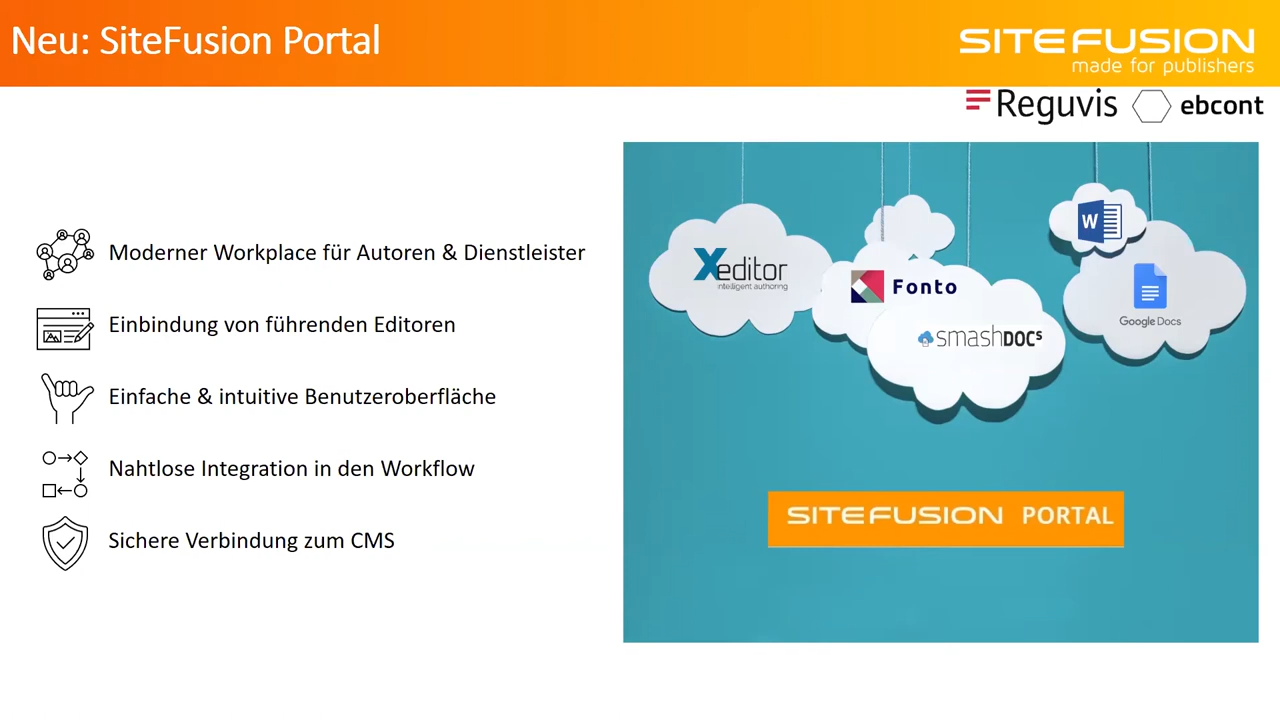 Neu: SiteFusion Portal
SITEFUSION
made for publishers
Reguvis
ebcont
Moderner Workplace für Autoren & Dienstleister
Einbindung von führenden Editoren
Einfache & intuitive Benutzeroberfläche
Nahtlose Integration in den Workflow
Sichere Verbindung zum CMS
Xeditor
intelligent authoring
Fonto
smashDOCs
W
Google Docs
SITEFUSION PORTAL